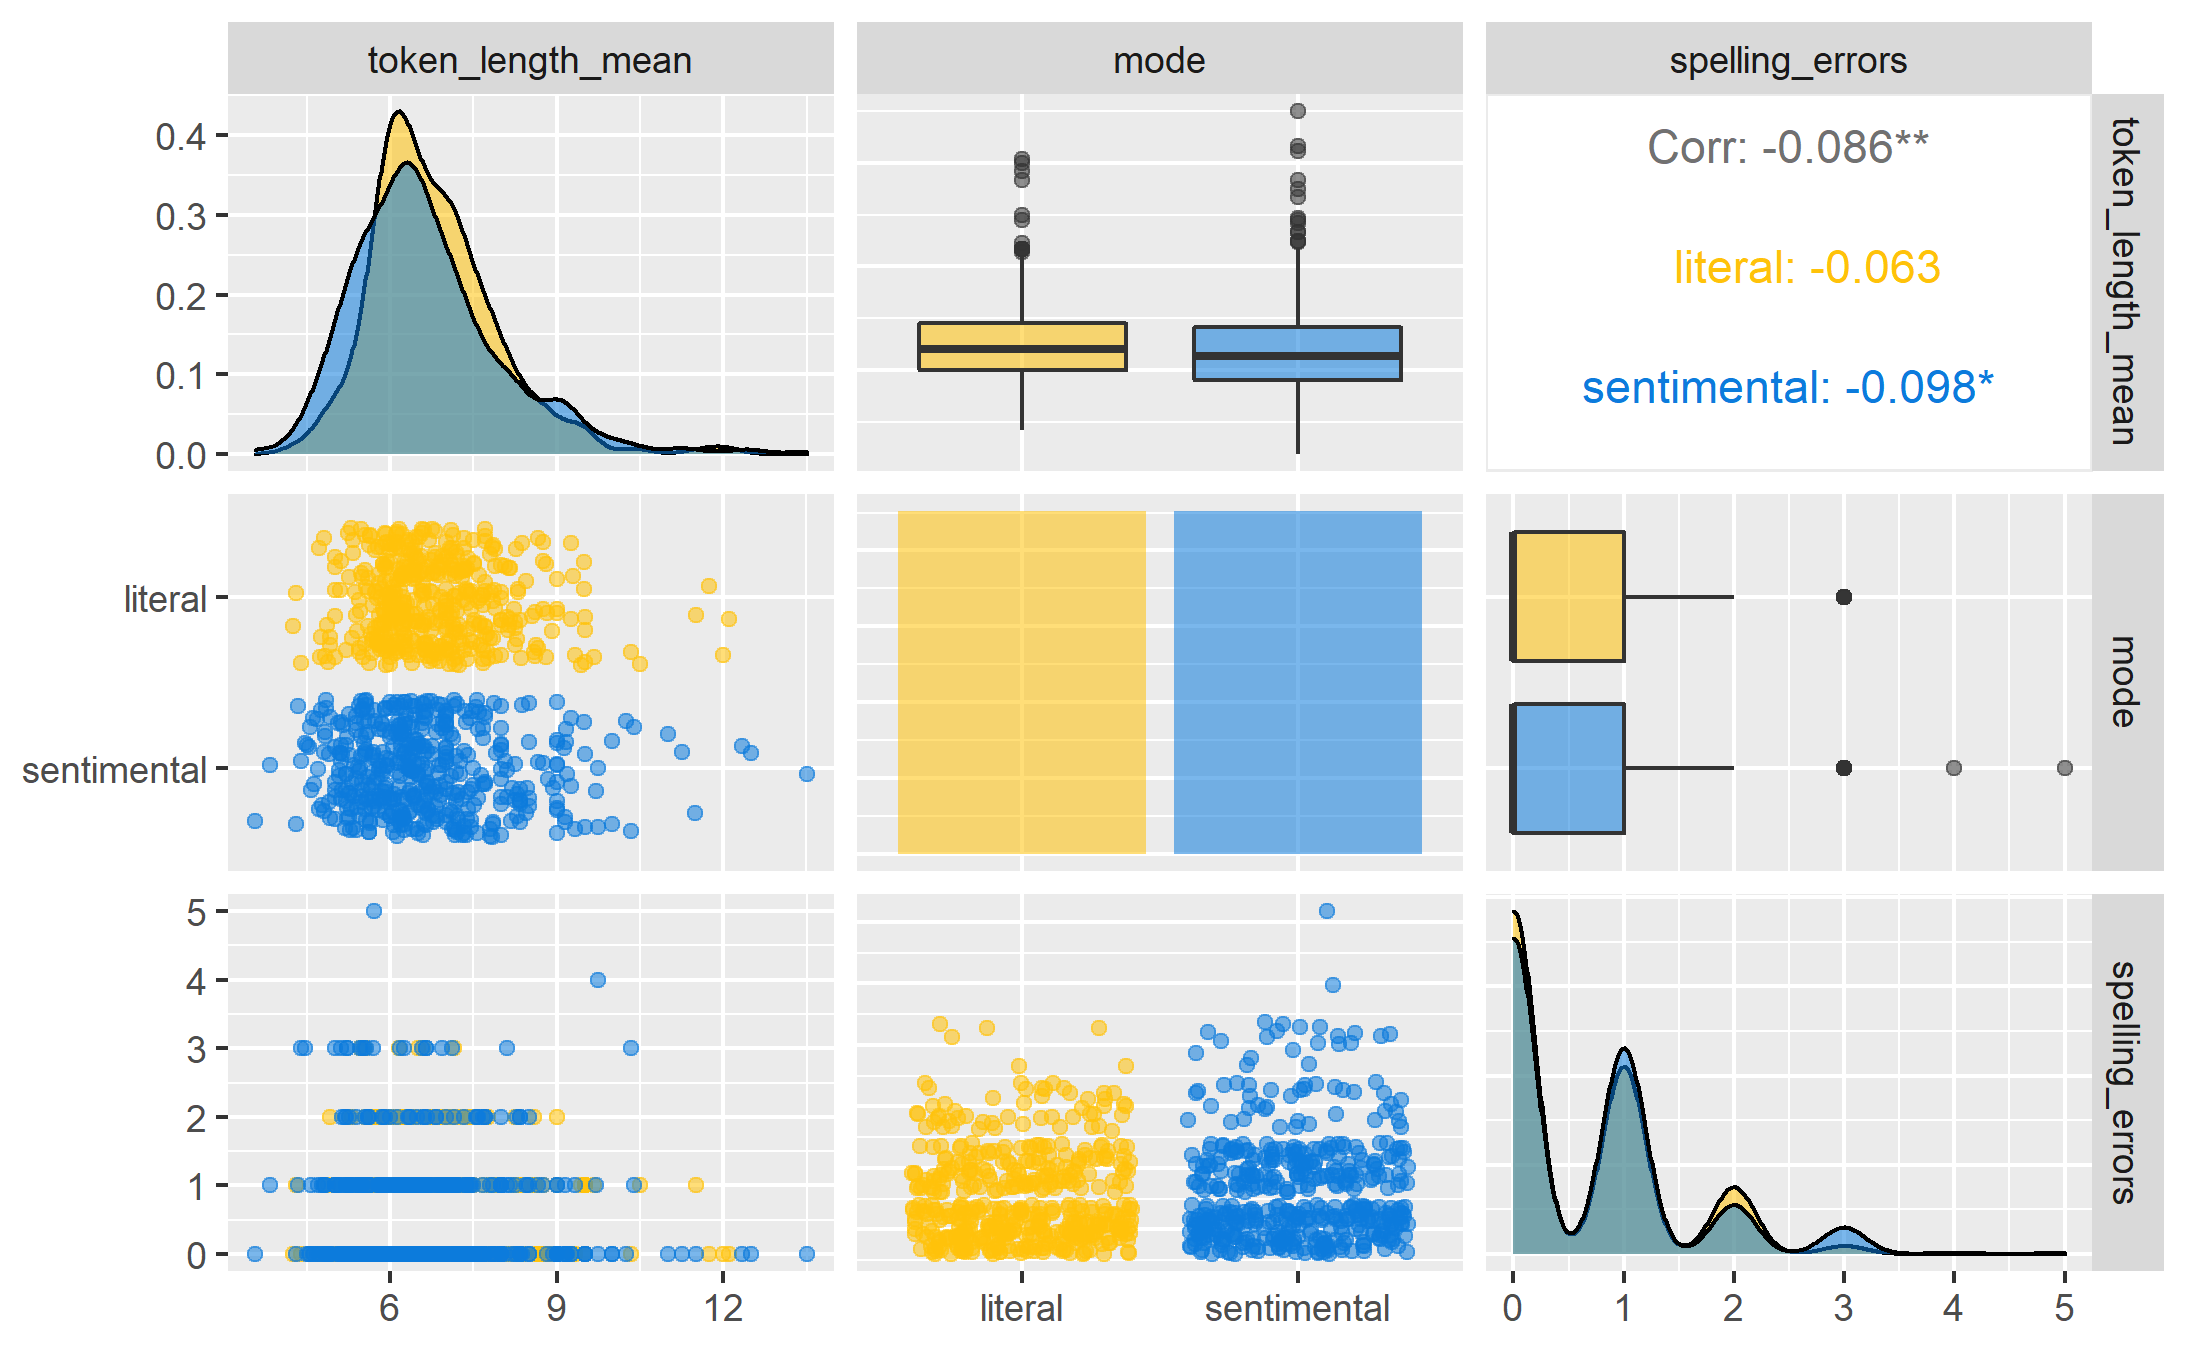 token_length_mean
mode
spelling_errors
0.4
0.3
0.2
0.1
0.0
Corr: -0.086**
literal: -0.063
sentimental: -0.098*
token_length_mean
literal
sentimental
mode
5
4
3
2
1
0
spelling_errors
6 9 12
literal sentimental
0 1 2 3 4 5